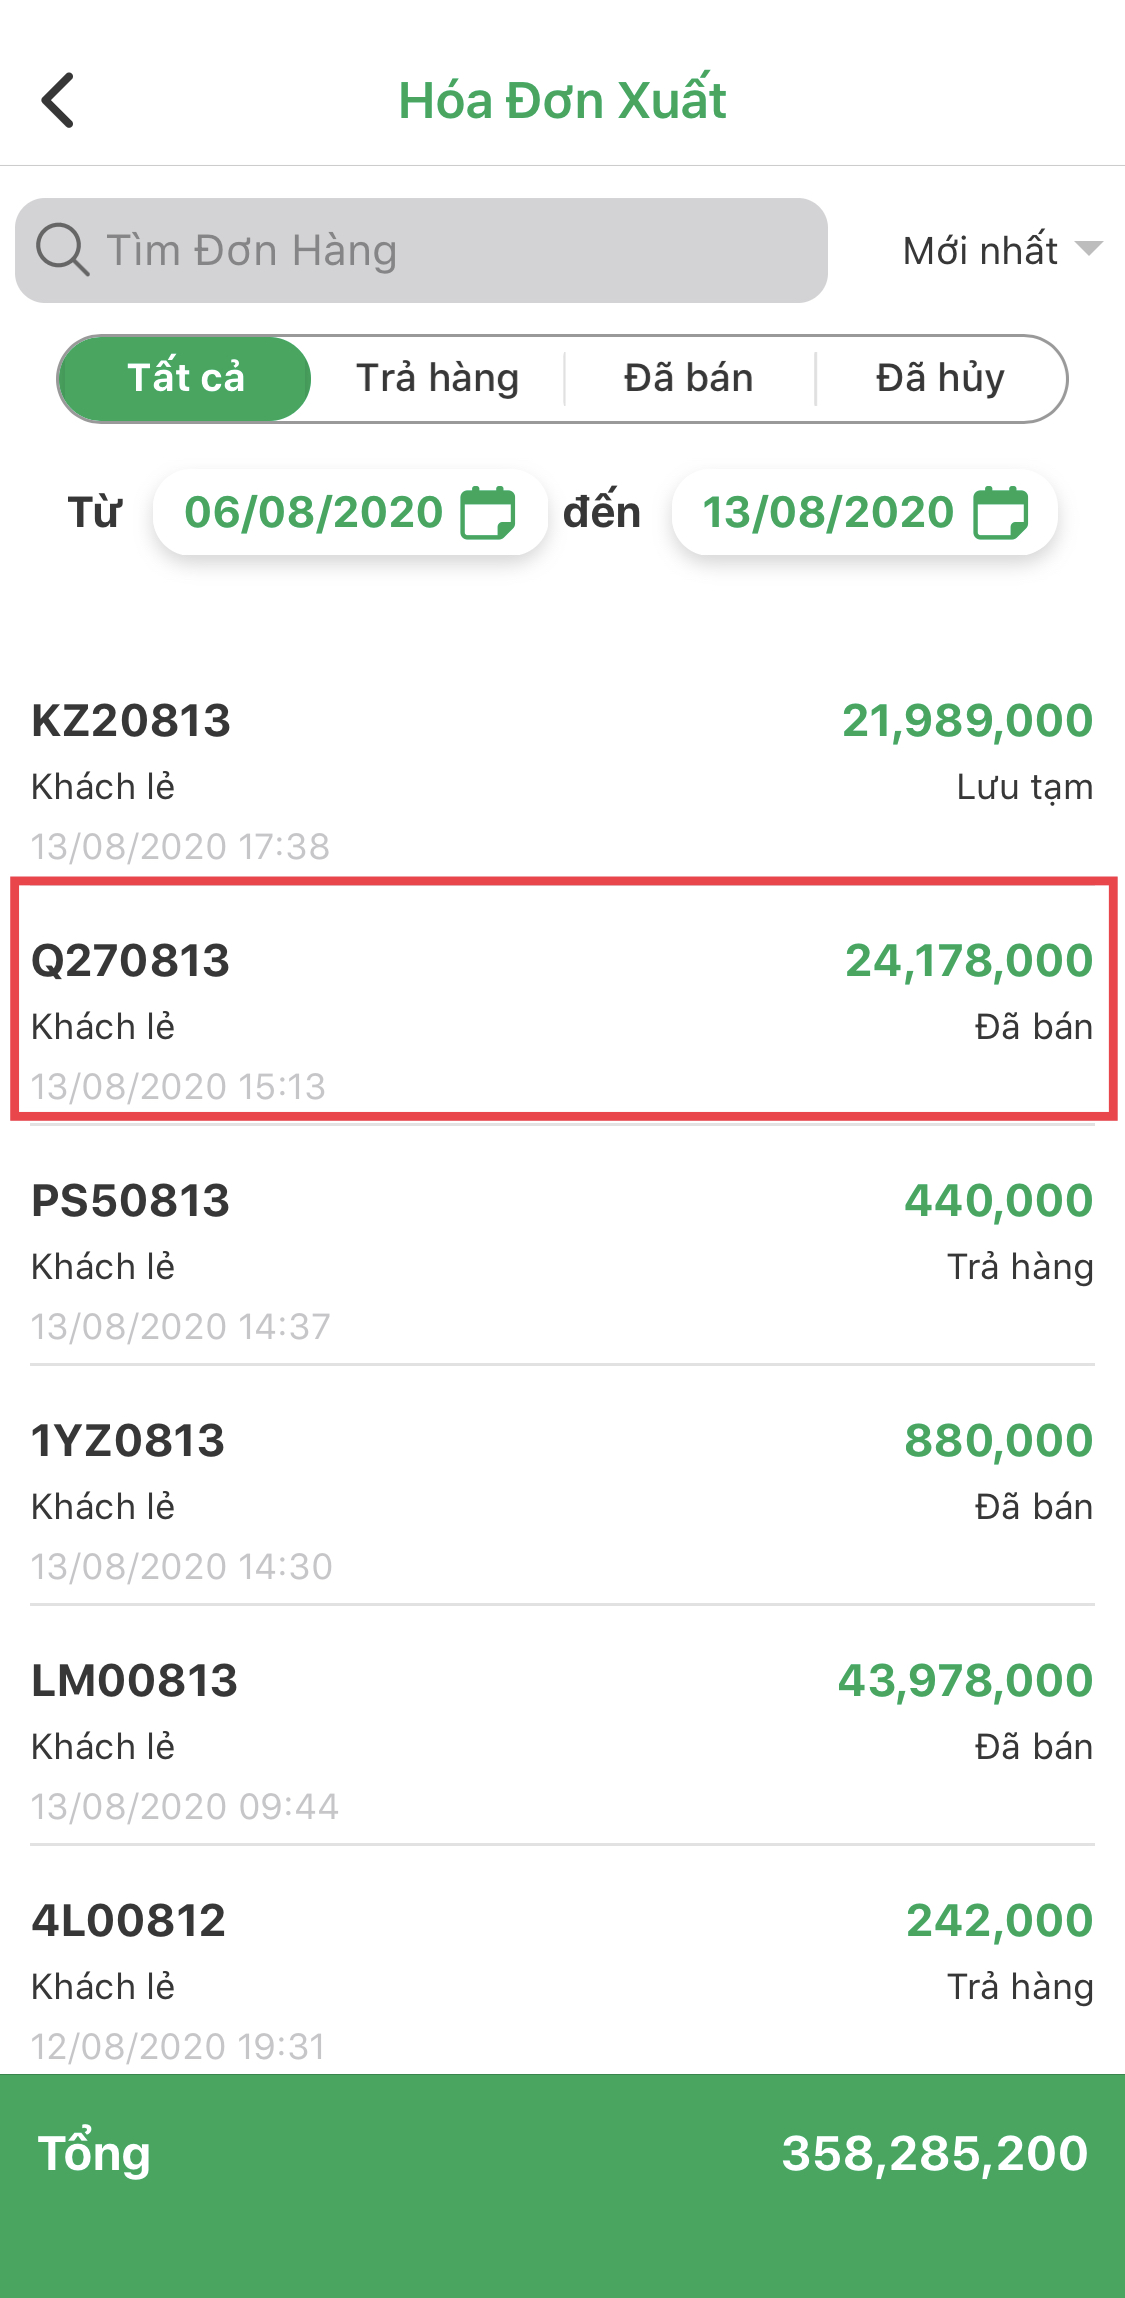 Hóa Đơn Xuất
Tìm Đơn Hàng Mới nhất
Tất cả Trả hàng Đã bán Đã hủy
Từ 06/08/2020 đến 13/08/2020
KZ20813 21,989,000
Khách lẻ Lưu tạm
13/08/2020 17:38
Q270813 24,178,000
Khách lẻ Đã bán
13/08/2020 15:13
PS50813 440,000
Khách lẻ Trả hàng
13/08/2020 14:37
1YZ0813 880,000
Khách lẻ Đã bán
13/08/2020 14:30
LM00813 43,978,000
Khách lẻ Đã bán
13/08/2020 09:44
4L00812 242,000
Khách lẻ Trả hàng
12/08/2020 19:31
Tổng 358,285,200